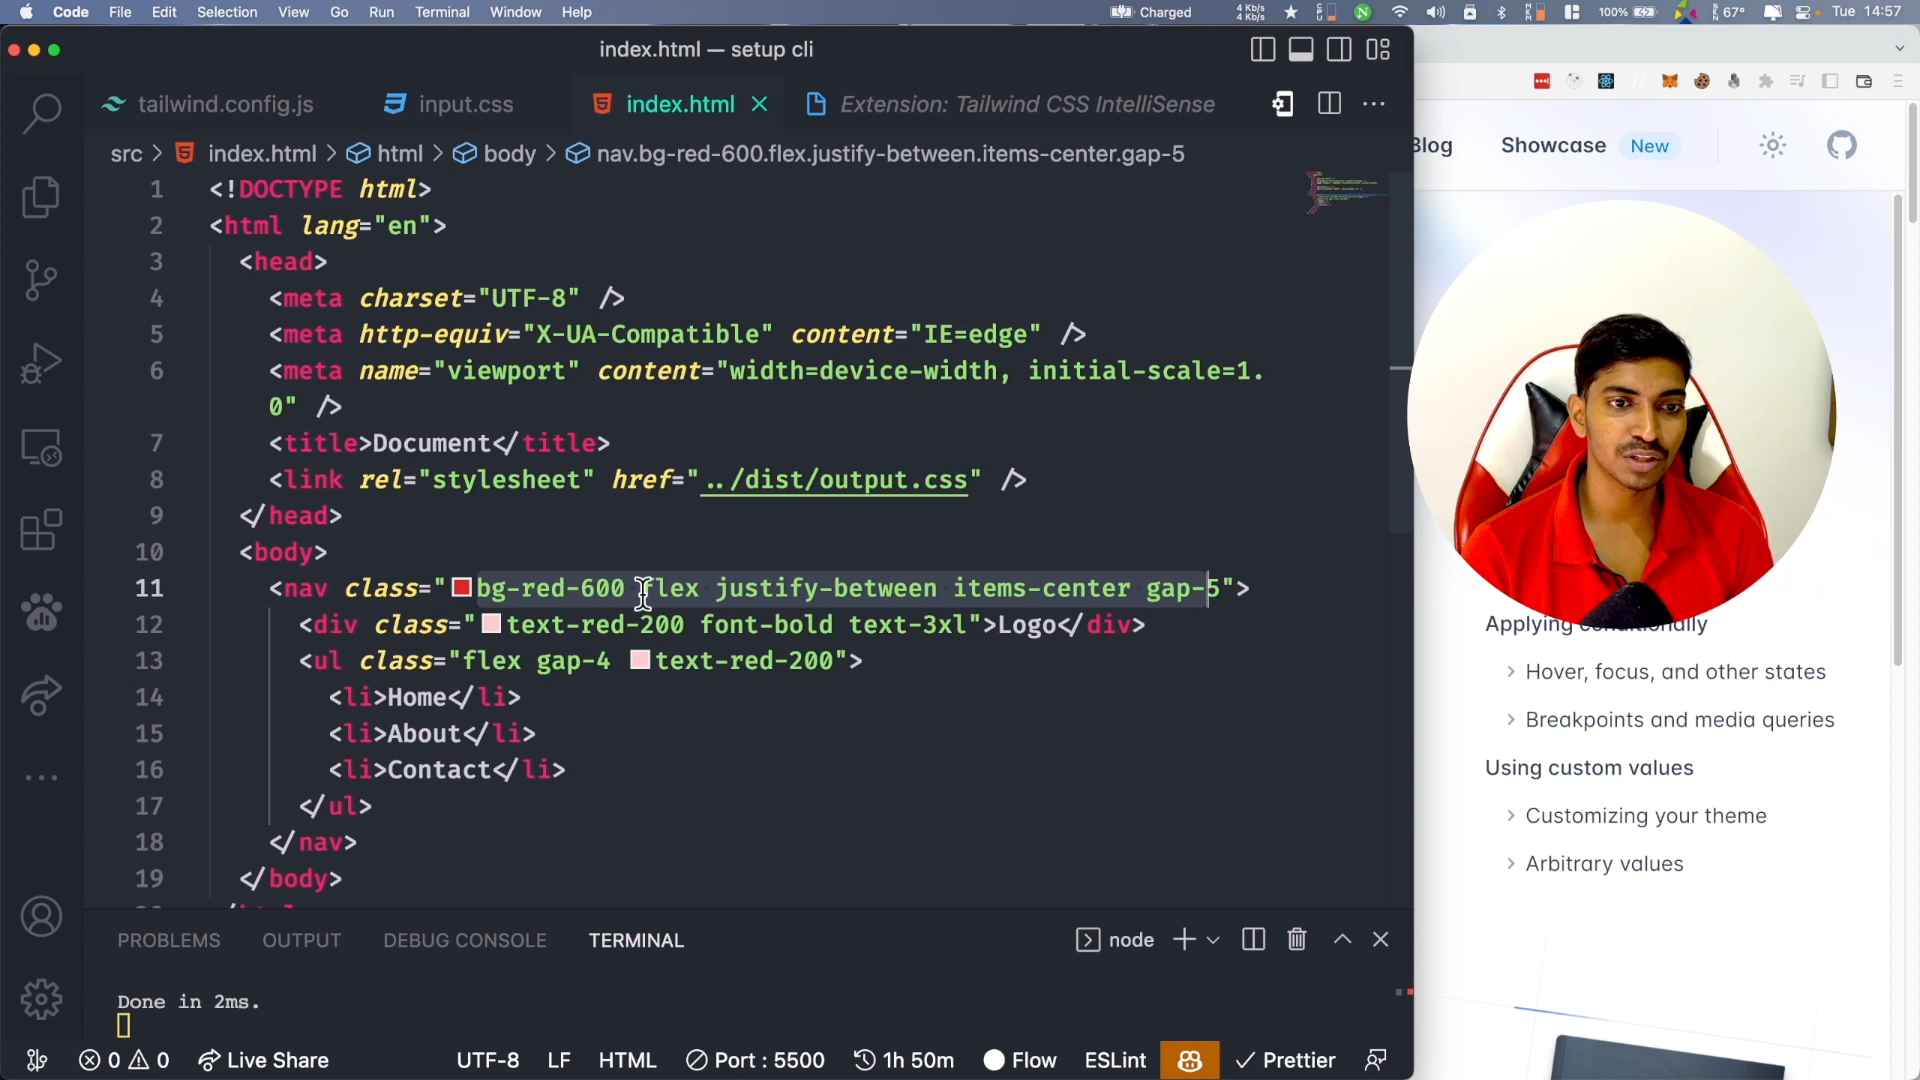 Code File Edit Selection View Go Run Terminal Window Help Charged 4 Kb/s 4 Kb/s 100% 67° Tue 14:57
index.html — setup cli
tailwind.config.js input.css index.html Extension: Tailwind CSS IntelliSense
src > index.html > html > body > nav.bg-red-600.flex.justify-between.items-center.gap-5
1 <!DOCTYPE html>
2 <html lang="en">
3 <head>
4 <meta charset="UTF-8" />
5 <meta http-equiv="X-UA-Compatible" content="IE=edge" />
6 <meta name="viewport" content="width=device-width, initial-scale=1.
0" />
7 <title>Document</title>
8 <link rel="stylesheet" href="../dist/output.css" />
9 </head>
10 <body>
11 <nav class="bg-red-600 flex justify-between items-center gap-5">
12 <div class="text-red-200 font-bold text-3xl">Logo</div>
13 <ul class="flex gap-4 text-red-200">
14 <li>Home</li>
15 <li>About</li>
16 <li>Contact</li>
17 </ul>
18 </nav>
19 </body>
PROBLEMS OUTPUT DEBUG CONSOLE TERMINAL node
Done in 2ms.
0 0 Live Share UTF-8 LF HTML Port : 5500 1h 50m Flow ESLint Prettier
Blog Showcase New
Applying conditionally
Hover, focus, and other states
Breakpoints and media queries
Using custom values
Customizing your theme
Arbitrary values